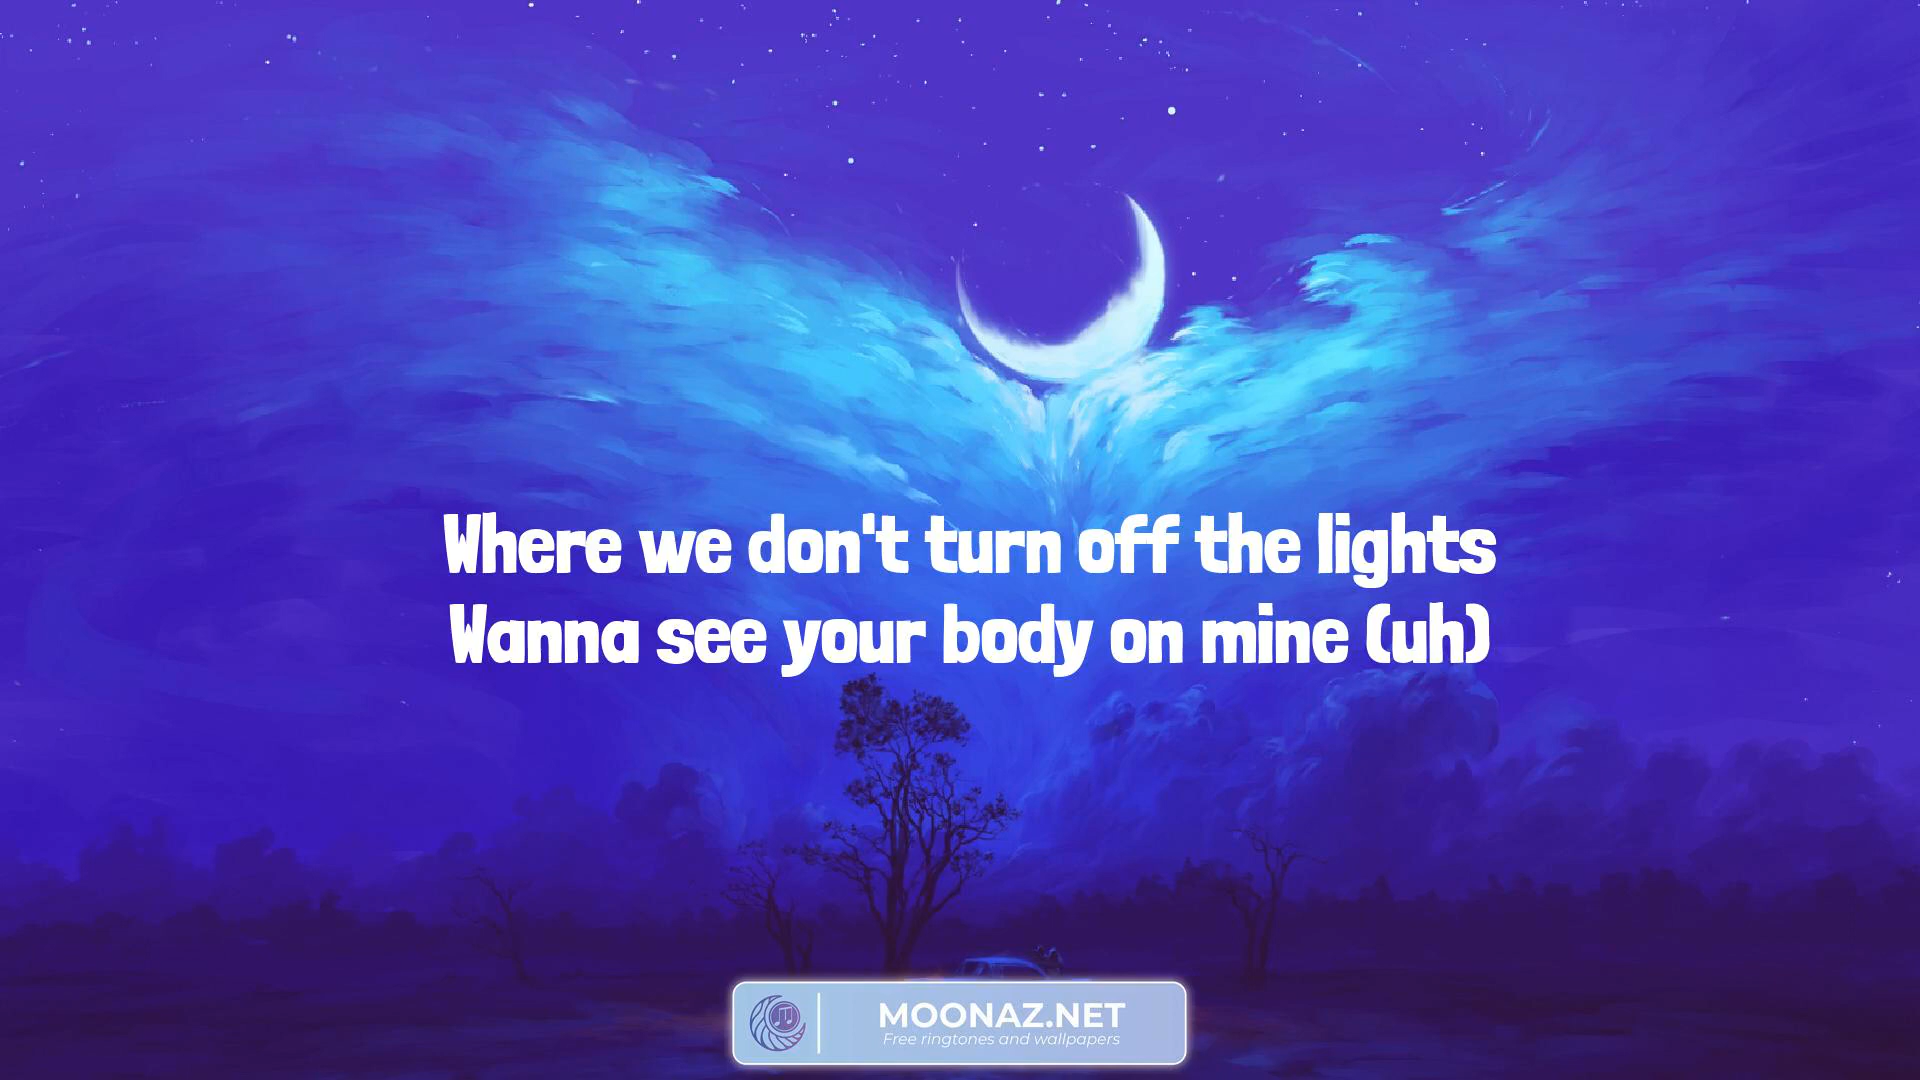 Where we don't turn off the lights
Wanna see your body on mine (uh)
MOONAZ.NET
Free ringtones and wallpapers